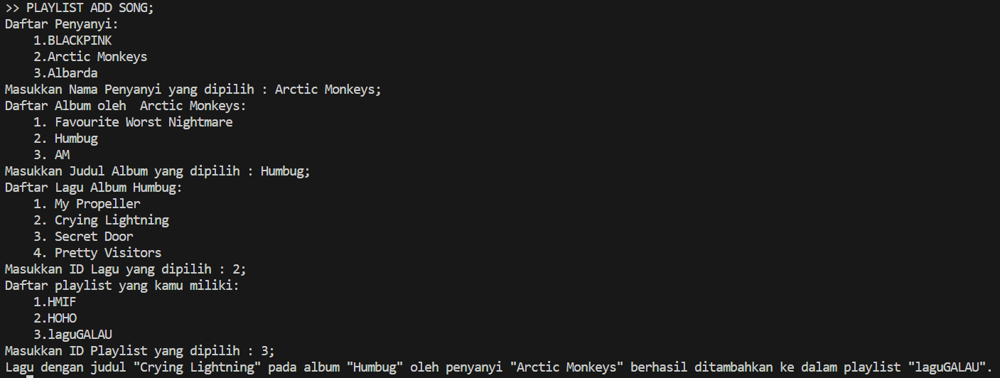 >> PLAYLIST ADD SONG;
Daftar Penyanyi:
1.BLACKPINK
2.Arctic Monkeys
3.Albarda
Masukkan Nama Penyanyi yang dipilih : Arctic Monkeys;
Daftar Album oleh  Arctic Monkeys:
1. Favourite Worst Nightmare
2. Humbug
3. AM
Masukkan Judul Album yang dipilih : Humbug;
Daftar Lagu Album Humbug:
1. My Propeller
2. Crying Lightning
3. Secret Door
4. Pretty Visitors
Masukkan ID Lagu yang dipilih : 2;
Daftar playlist yang kamu miliki:
1.HMIF
2.HOHO
3.laguGALAU
Masukkan ID Playlist yang dipilih : 3;
Lagu dengan judul "Crying Lightning" pada album "Humbug" oleh penyanyi "Arctic Monkeys" berhasil ditambahkan ke dalam playlist "laguGALAU".